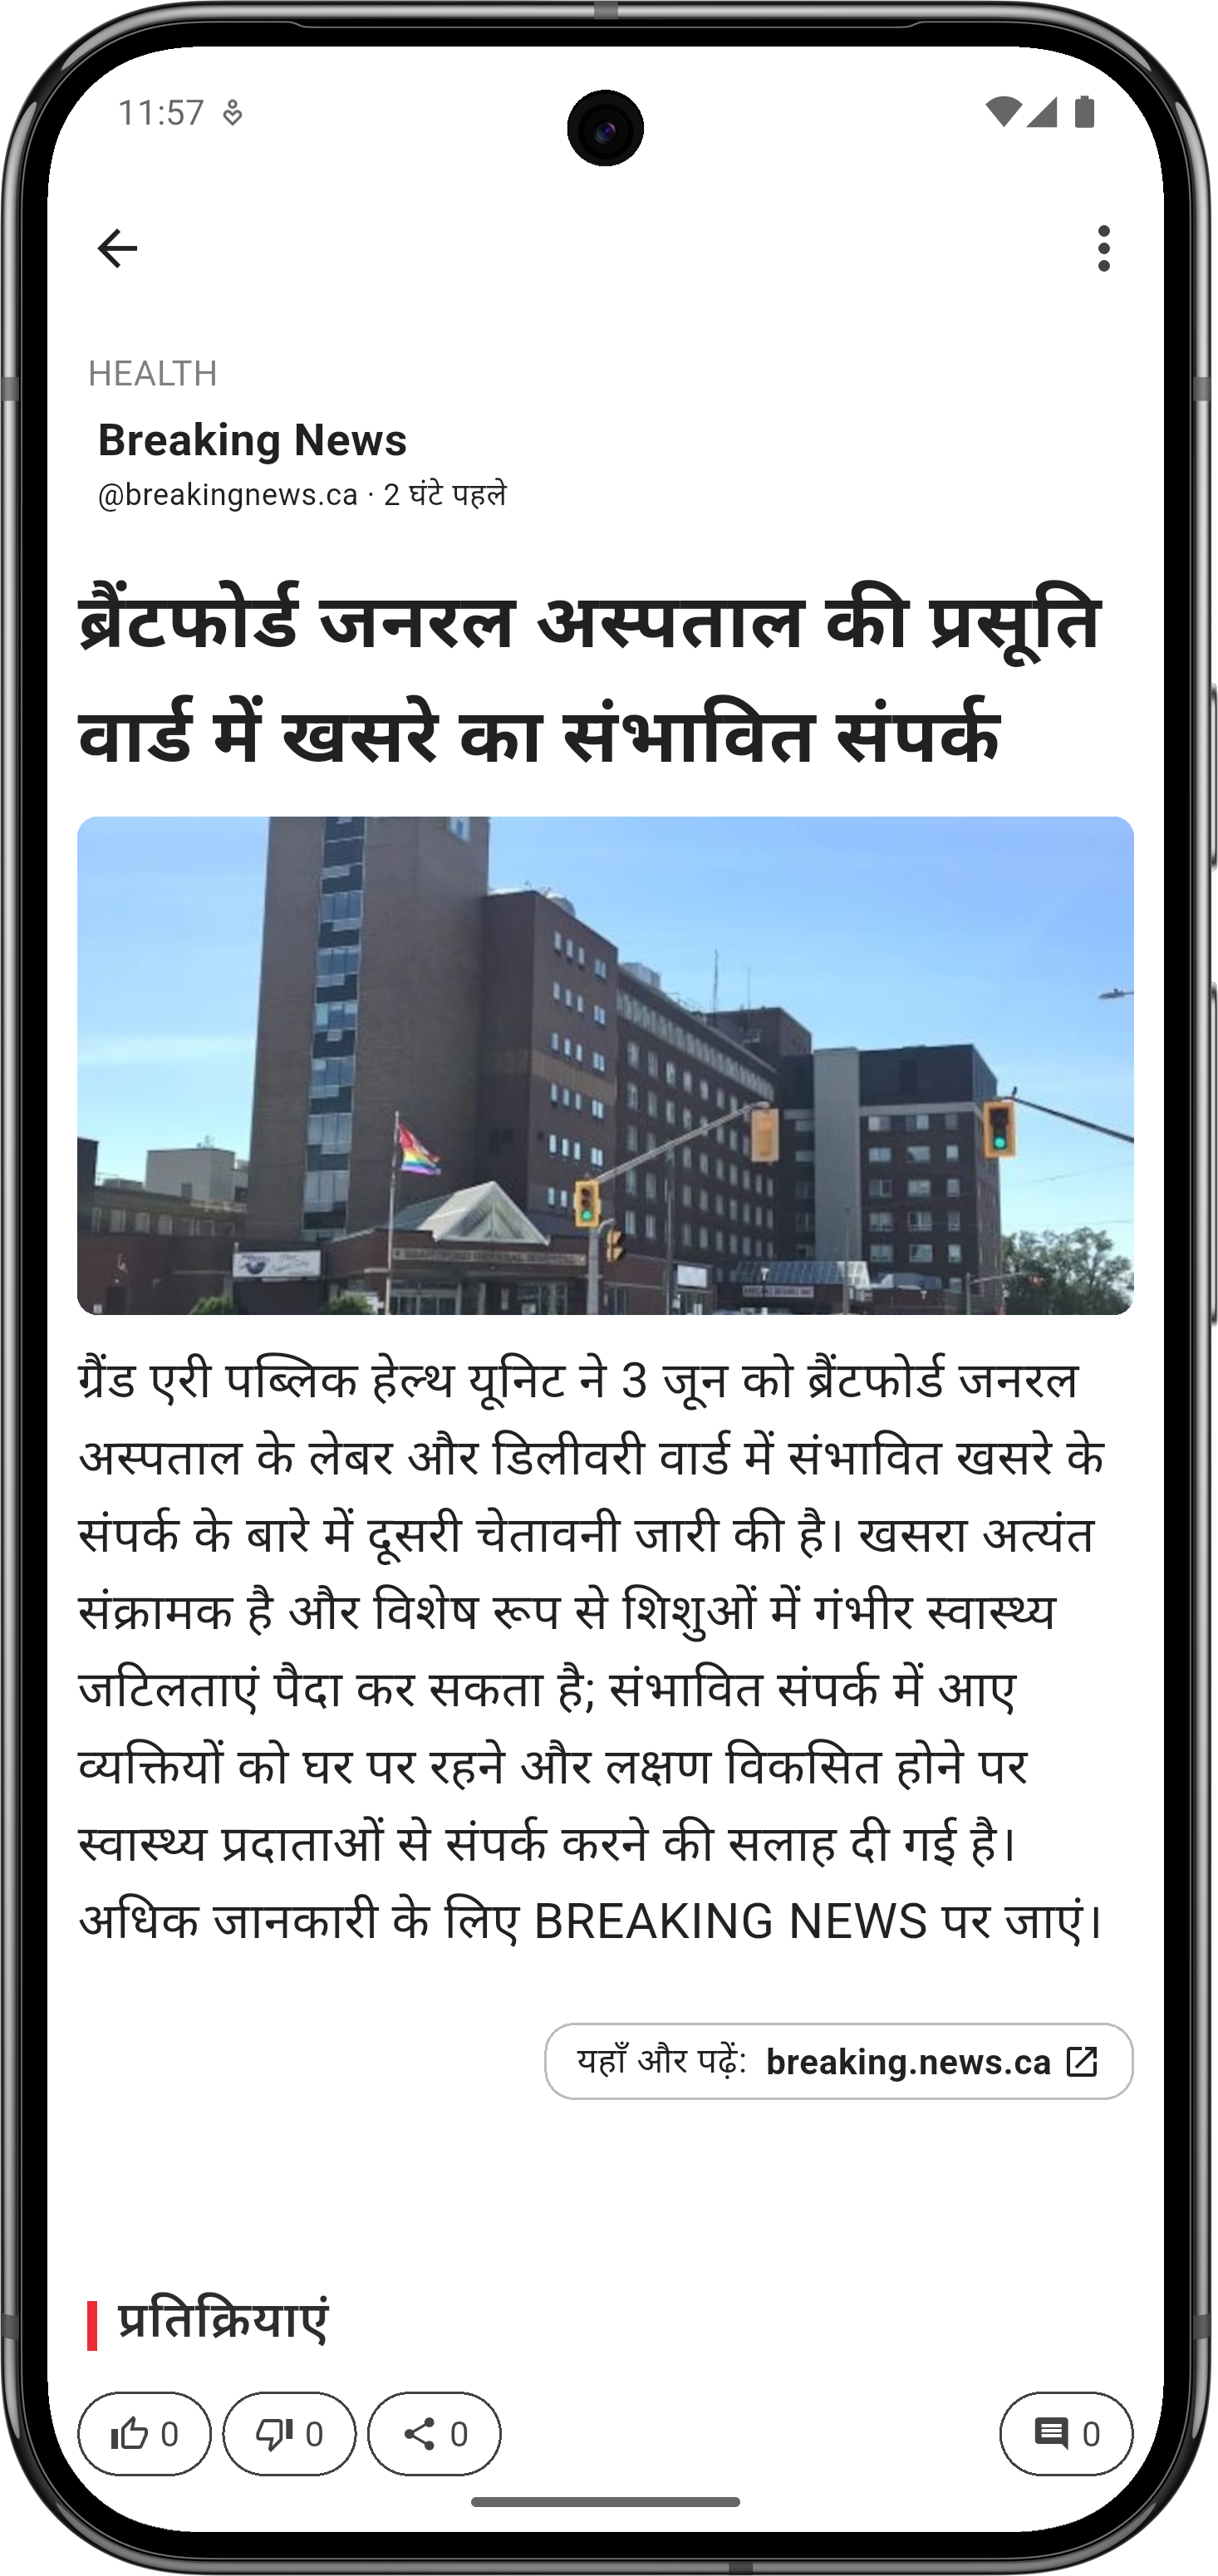 11:57
HEALTH
Breaking News
@breakingnews.ca · 2 घंटे पहले
ब्रैंटफोर्ड जनरल अस्पताल की प्रसूति
वार्ड में खसरे का संभावित संपर्क
ग्रैंड एरी पब्लिक हेल्थ यूनिट ने 3 जून को ब्रैंटफोर्ड जनरल
अस्पताल के लेबर और डिलीवरी वार्ड में संभावित खसरे के
संपर्क के बारे में दूसरी चेतावनी जारी की है। खसरा अत्यंत
संक्रामक है और विशेष रूप से शिशुओं में गंभीर स्वास्थ्य
जटिलताएं पैदा कर सकता है; संभावित संपर्क में आए
व्यक्तियों को घर पर रहने और लक्षण विकसित होने पर
स्वास्थ्य प्रदाताओं से संपर्क करने की सलाह दी गई है।
अधिक जानकारी के लिए BREAKING NEWS पर जाएं।
यहाँ और पढ़ें: breaking.news.ca
प्रतिक्रियाएं
0 0 0 0